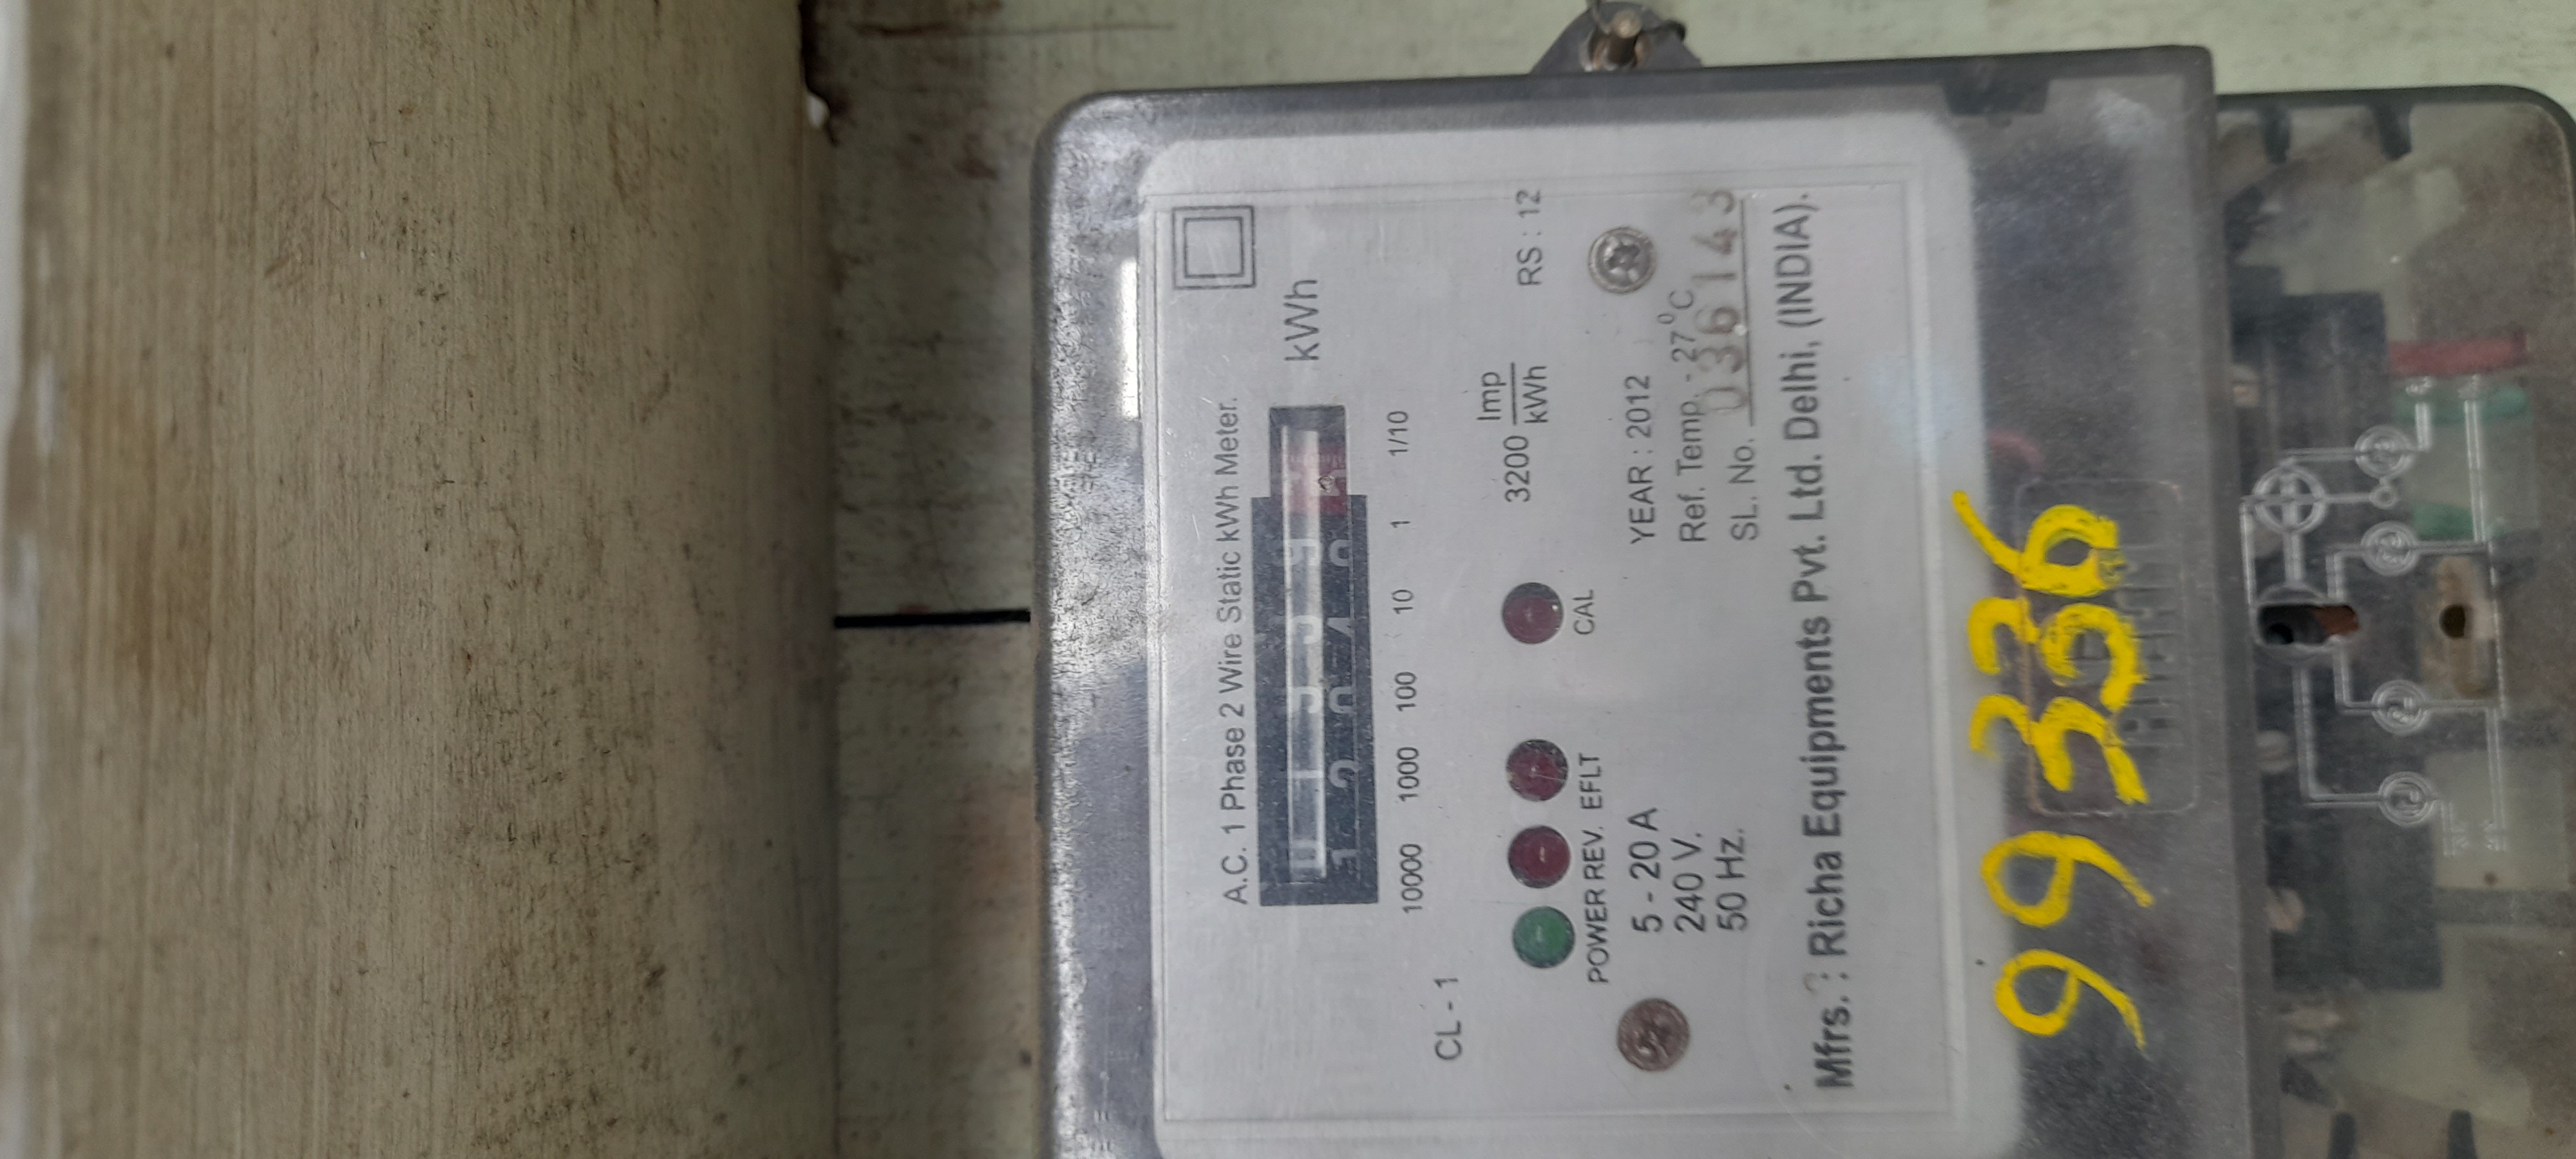 A.C. 1 Phase 2 Wire Static kWh Meter.
kWh
10000 1000 100 10 1 1/10
CL - 1
3200 Imp
kWh
RS : 12
POWER REV. EFLT CAL
5 - 20 A
240 V.
50 Hz.
YEAR : 2012
Ref. Temp. - 27°C
SL. No. 036143
Mfrs. : Richa Equipments Pvt. Ltd. Delhi, (INDIA).
99336